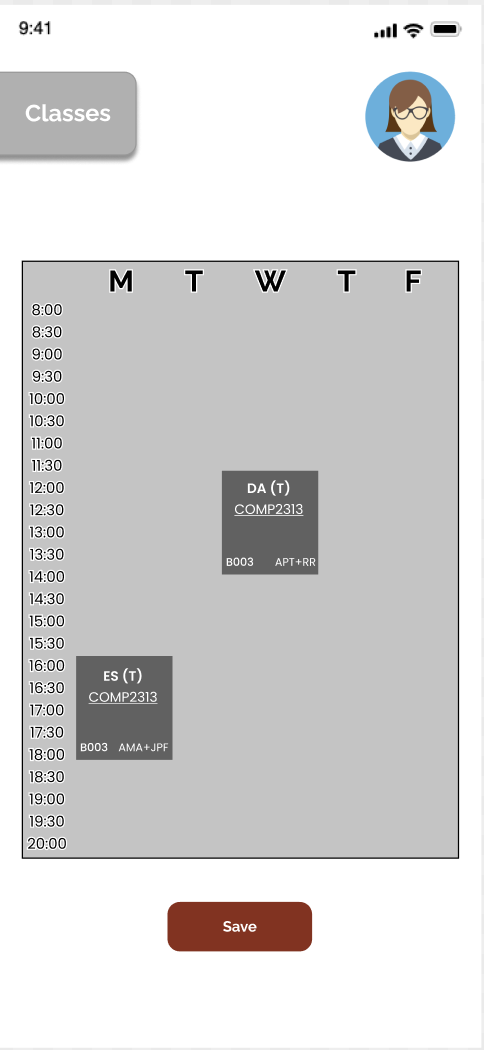 9:41
Classes
M T W T F
8:00
8:30
9:00
9:30
10:00
10:30
11:00
11:30
12:00
12:30
13:00
13:30
14:00
14:30
15:00
15:30
16:00
16:30
17:00
17:30
18:00
18:30
19:00
19:30
20:00
DA (T)
COMP2313
B003 APT+RR
ES (T)
COMP2313
B003 AMA+JPF
Save